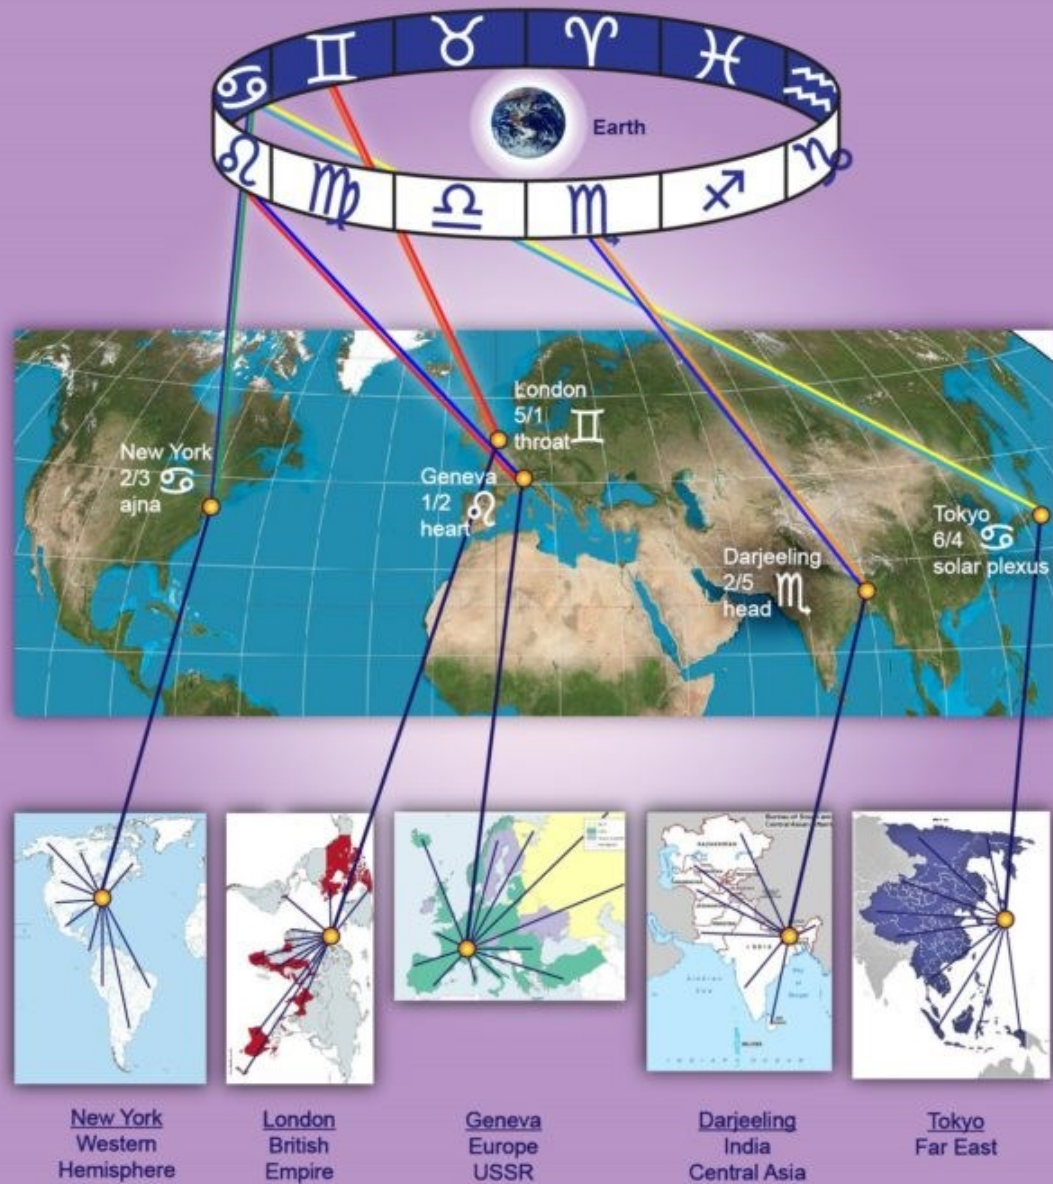 ♊ ♉ ♈ ♓ ♒
♋
♌ ♍ ♎ ♏ ♐ ♑
Earth
London
5/1
throat ♊
New York
2/3 ♋
ajna
Geneva
1/2 ♌
heart
Tokyo
6/4 ♋
solar plexus
Darjeeling
2/5 ♏
head
KAZAKHSTAN
INDIA
New York
Western
Hemisphere
London
British
Empire
Geneva
Europe
USSR
Darjeeling
India
Central Asia
Tokyo
Far East